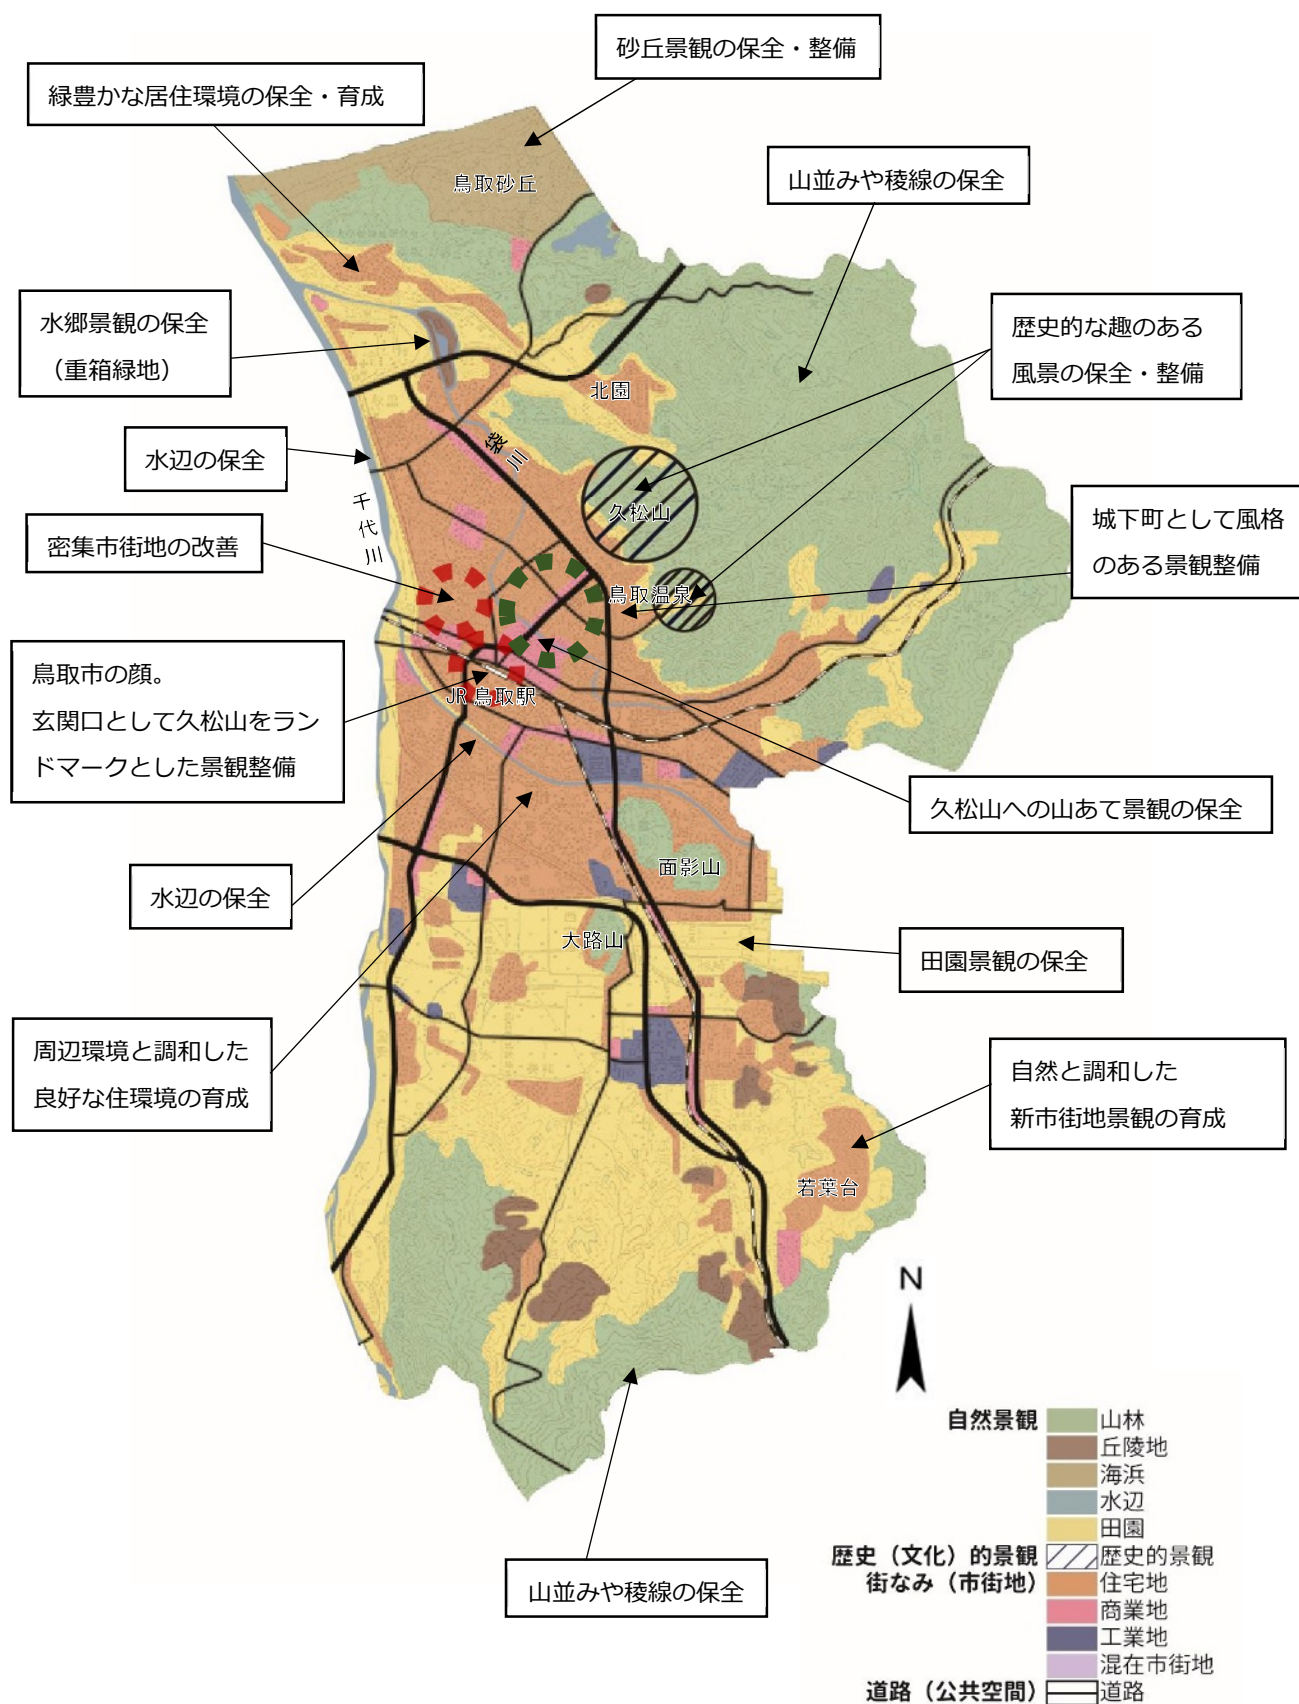 砂丘景観の保全・整備
緑豊かな居住環境の保全・育成
山並みや稜線の保全
鳥取砂丘
水郷景観の保全
（重箱緑地）
歴史的な趣のある
風景の保全・整備
北園
袋川
水辺の保全
千代川
久松山
城下町として風格
のある景観整備
密集市街地の改善
鳥取温泉
鳥取市の顔。
玄関口として久松山をラン
ドマークとした景観整備
JR 鳥取駅
久松山への山あて景観の保全
水辺の保全
面影山
大路山
田園景観の保全
周辺環境と調和した
良好な住環境の育成
自然と調和した
新市街地景観の育成
若葉台
N
山並みや稜線の保全
自然景観 山林
丘陵地
海浜
水辺
田園
歴史（文化）的景観 歴史的景観
街なみ（市街地） 住宅地
商業地
工業地
混在市街地
道路（公共空間） 道路